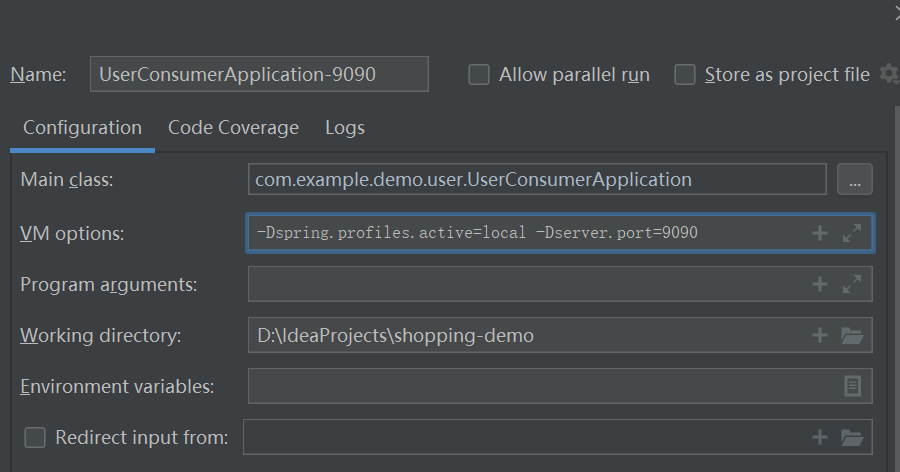 Name: UserConsumerApplication-9090 Allow parallel run Store as project file
Configuration Code Coverage Logs
Main class: com.example.demo.user.UserConsumerApplication ...
VM options: -Dspring.profiles.active=local -Dserver.port=9090
Program arguments:
Working directory: D:\IdeaProjects\shopping-demo
Environment variables:
Redirect input from: